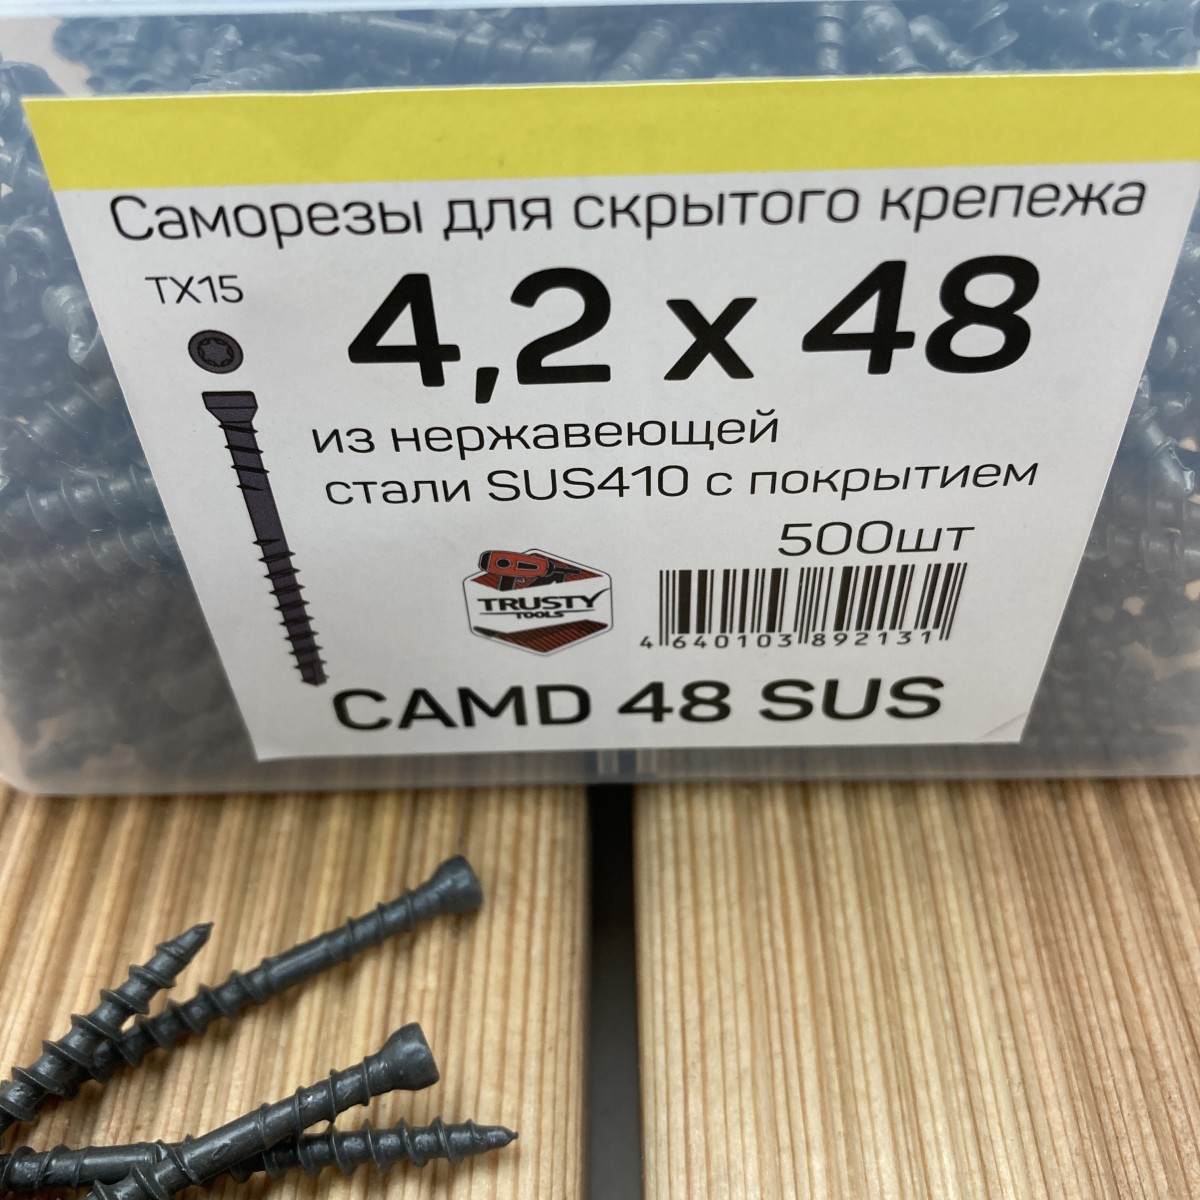 Саморезы для скрытого крепежа
TX15
4,2 x 48
из нержавеющей
стали SUS410 с покрытием
500шт
TRUSTY
TOOLS
4 640103 892131
CAMD 48 SUS